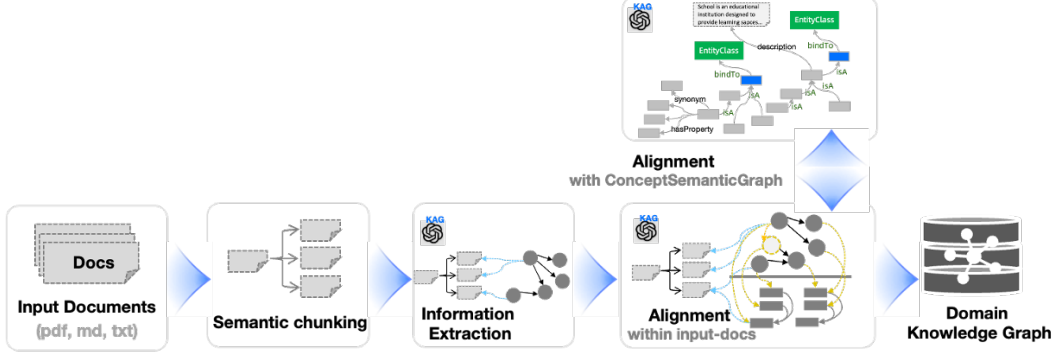 KAG
School is an educational
institution designed to
provide learning sapces...
EntityClass
EntityClass
description
bindTo
bindTo
isA
isA
isA
synonym
isA
isA
isA
hasProperty
Alignment
with ConceptSemanticGraph
Docs
Input Documents
(pdf, md, txt)
Semantic chunking
KAG
Information
Extraction
KAG
Alignment
within input-docs
Domain
Knowledge Graph